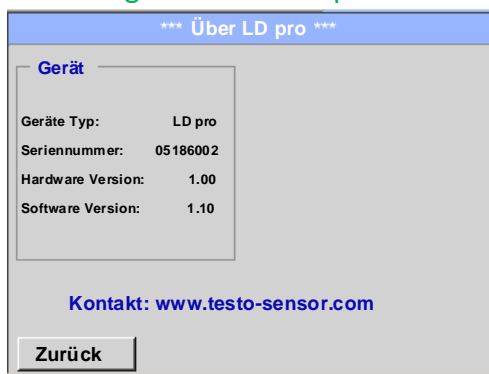 *** Über LD pro ***
Gerät
Geräte Typ: LD pro
Seriennummer: 05186002
Hardware Version: 1.00
Software Version: 1.10
Kontakt: www.testo-sensor.com
Zurück